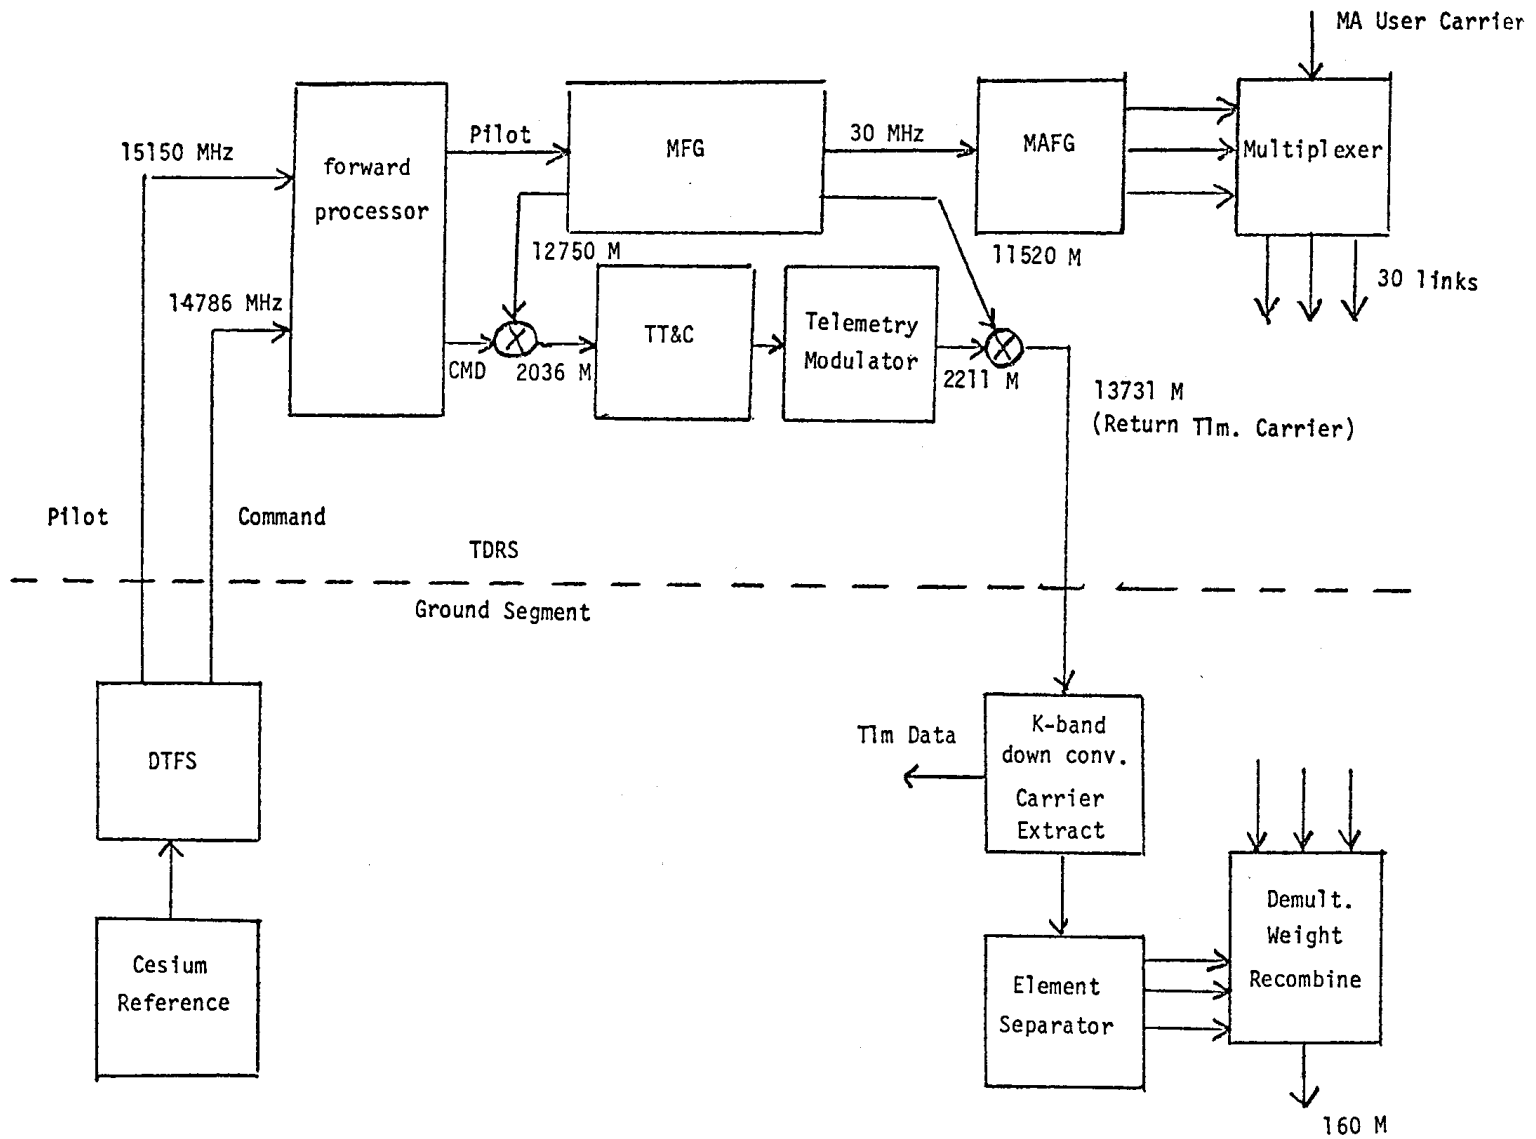 MA User Carrier
15150 MHz
forward
processor
Pilot
MFG
30 MHz
MAFG
Multiplexer
14786 MHz
12750 M
11520 M
30 links
CMD
2036 M
TT&C
Telemetry
Modulator
2211 M
13731 M
(Return Tlm. Carrier)
Pilot
Command
TDRS
Ground Segment
DTFS
Cesium
Reference
Tlm Data
K-band
down conv.
Carrier
Extract
Element
Separator
Demult.
Weight
Recombine
160 M